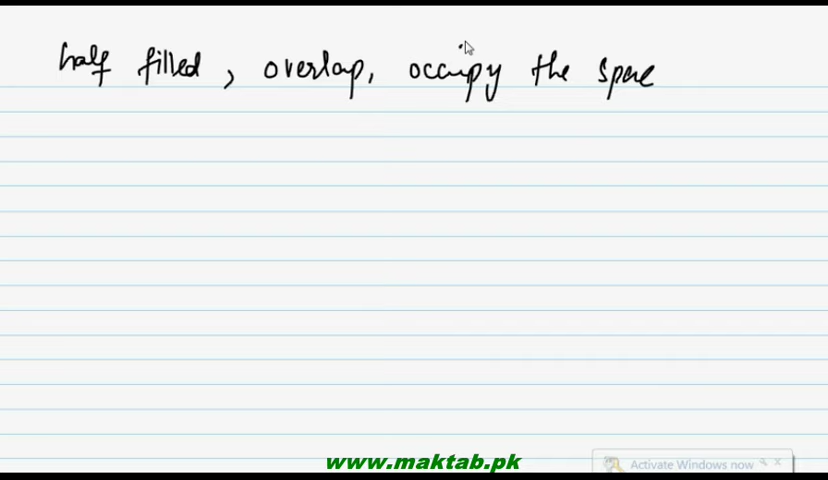 half filled, overlap, occupy the space
www.maktab.pk
Activate Windows now